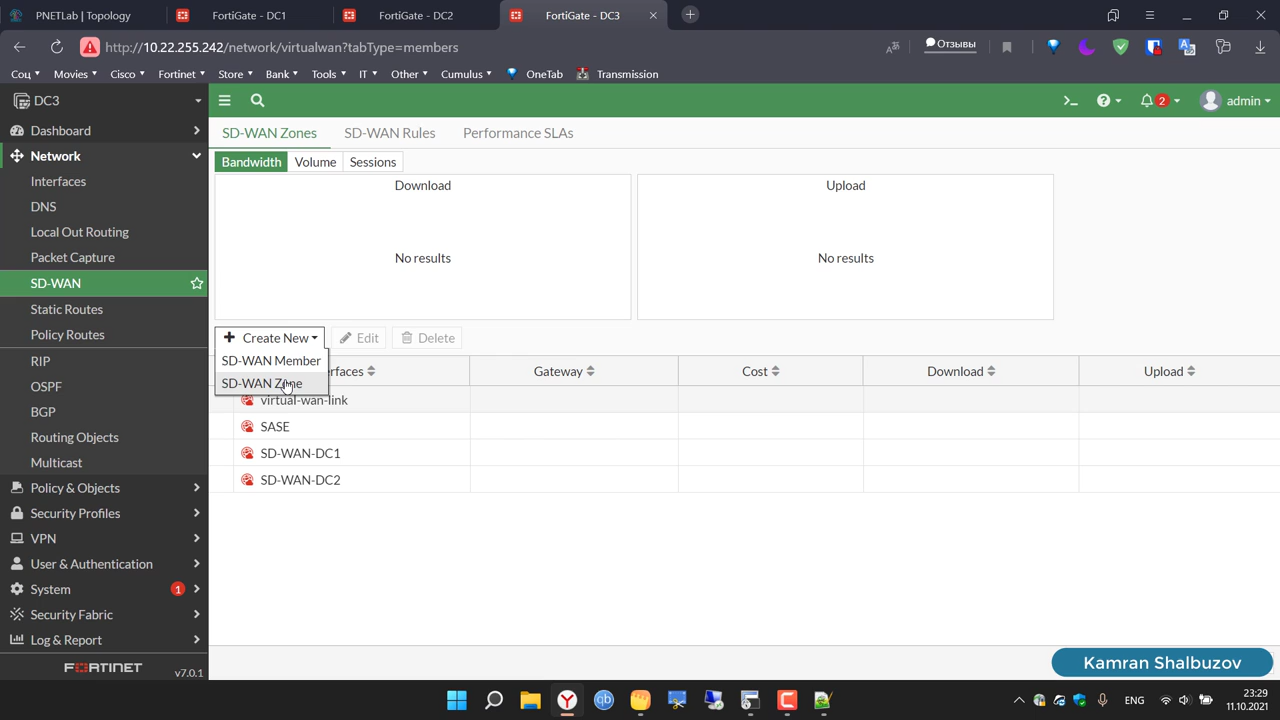 PNETLab | Topology
FortiGate - DC1
FortiGate - DC2
FortiGate - DC3
http://10.22.255.242/network/virtualwan?tabType=members
Отзывы
Соц
Movies
Cisco
Fortinet
Store
Bank
Tools
IT
Other
Cumulus
OneTab
Transmission
DC3
2
admin
Dashboard
Network
Interfaces
DNS
Local Out Routing
Packet Capture
SD-WAN
Static Routes
Policy Routes
RIP
OSPF
BGP
Routing Objects
Multicast
Policy & Objects
Security Profiles
VPN
User & Authentication
System 1
Security Fabric
Log & Report
FORTINET
v7.0.1
SD-WAN Zones
SD-WAN Rules
Performance SLAs
Bandwidth
Volume
Sessions
Download
No results
Upload
No results
Create New
Edit
Delete
SD-WAN Member
SD-WAN Zone
rfaces
Gateway
Cost
Download
Upload
virtual-wan-link
SASE
SD-WAN-DC1
SD-WAN-DC2
Kamran Shalbuzov
qb
ENG
23:29
11.10.2021